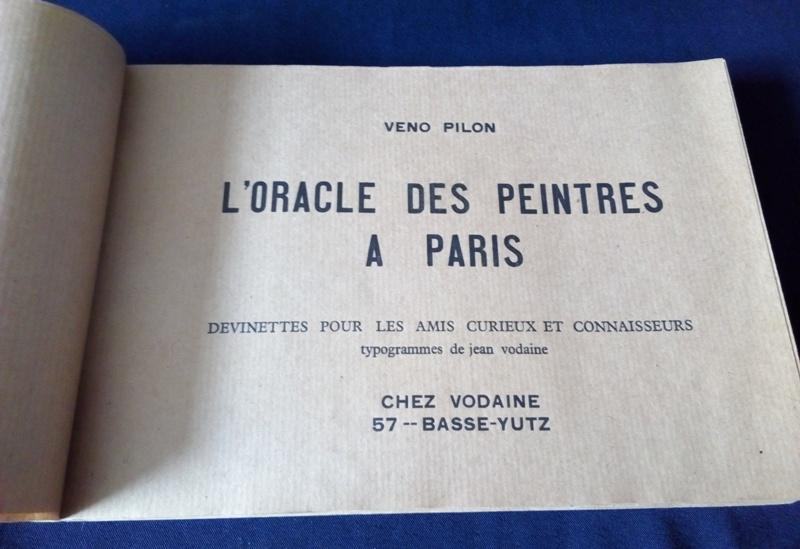 VENO PILON
L'ORACLE DES PEINTRES
A PARIS
DEVINETTES POUR LES AMIS CURIEUX ET CONNAISSEURS
typogrammes de jean vodaine
CHEZ VODAINE
57 -- BASSE-YUTZ